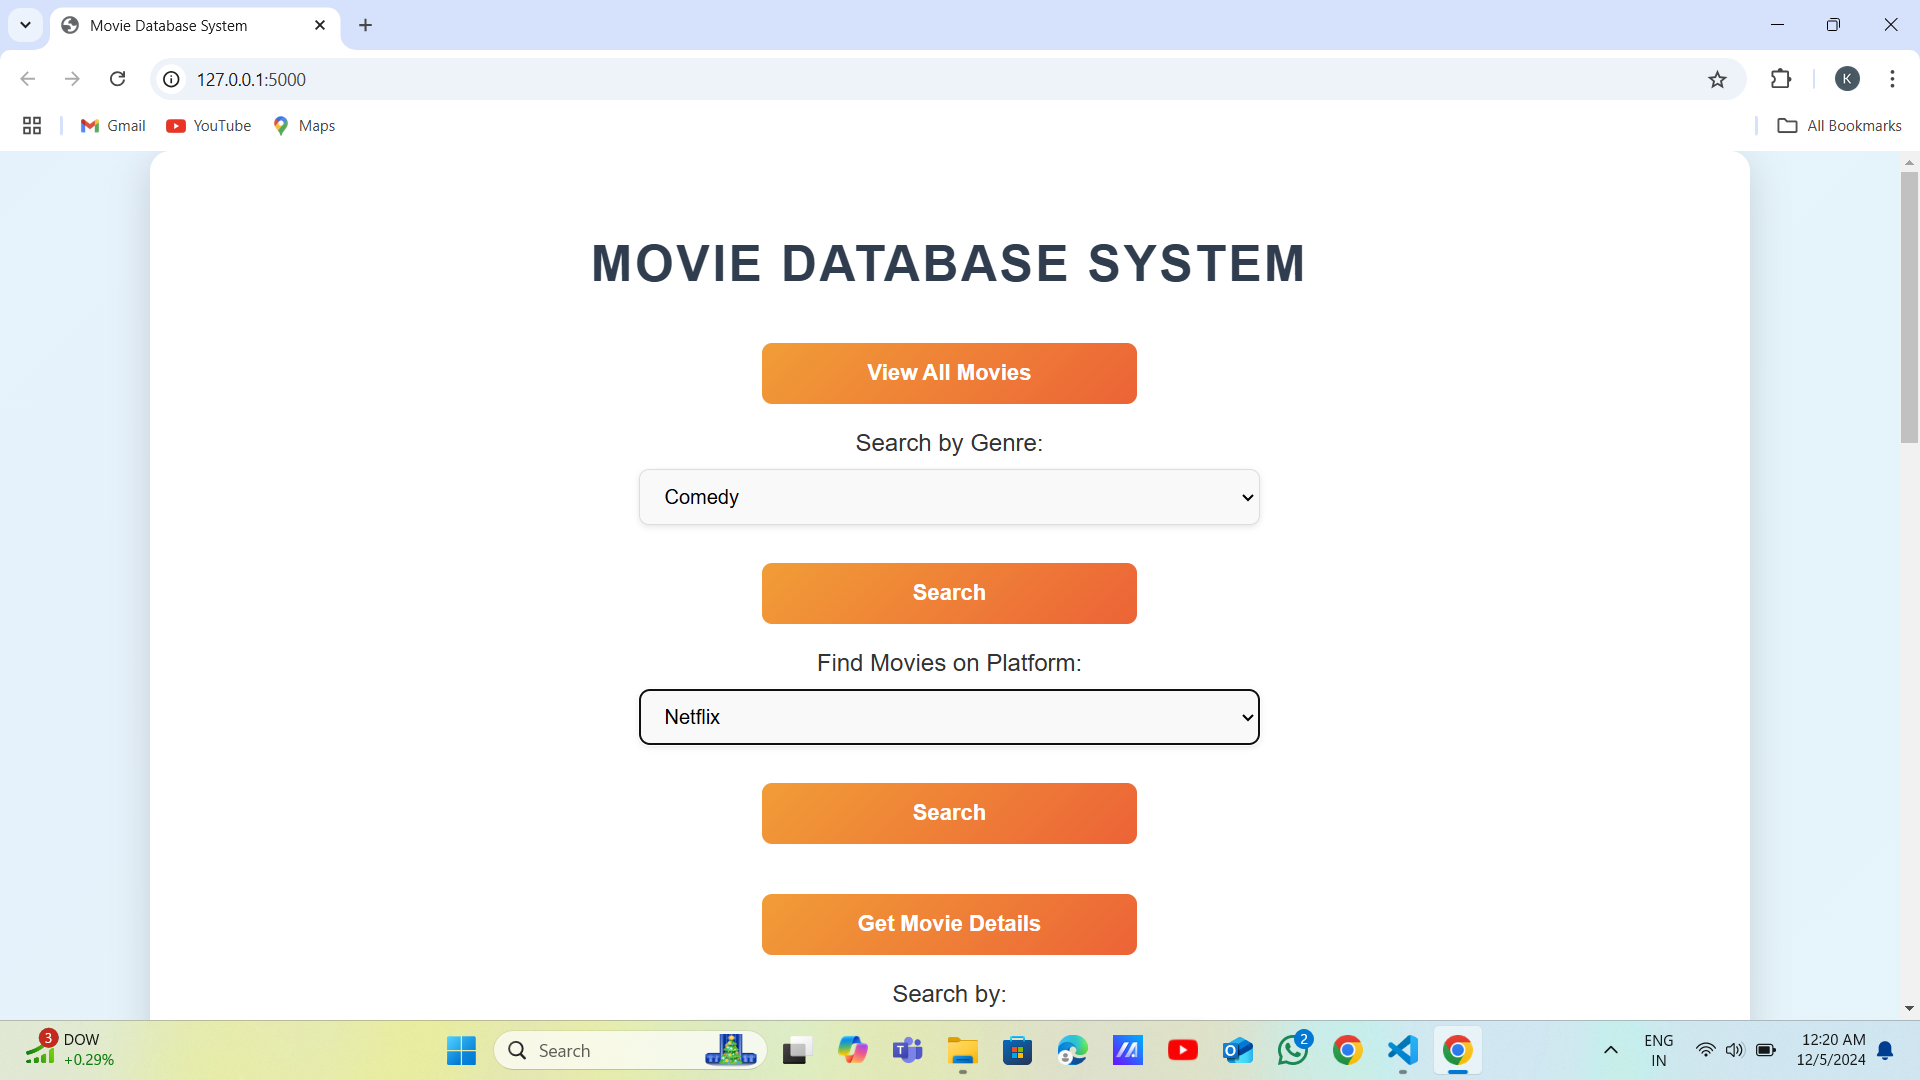 Movie Database System
127.0.0.1:5000
K
Gmail
YouTube
Maps
All Bookmarks
MOVIE DATABASE SYSTEM
View All Movies
Search by Genre:
Comedy
Search
Find Movies on Platform:
Netflix
Search
Get Movie Details
Search by:
3
DOW
+0.29%
Search
2
ENG
IN
12:20 AM
12/5/2024